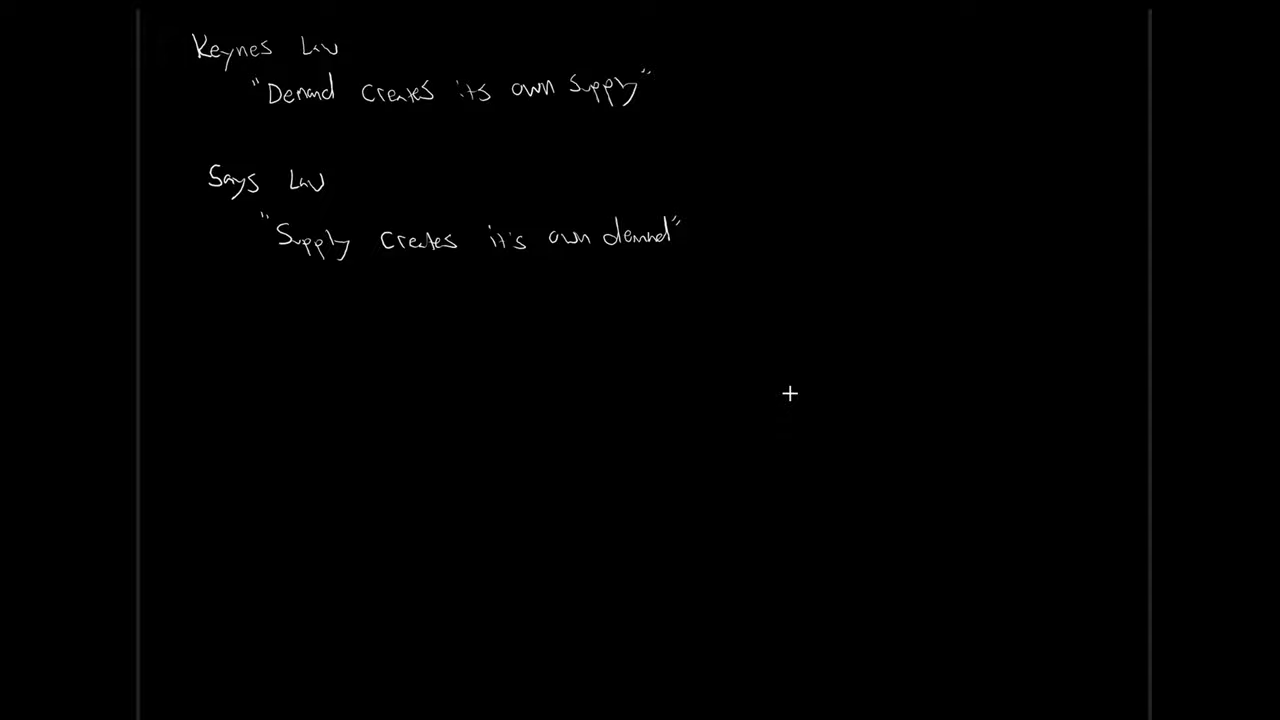 Keynes Law
"Demand creates its own supply"
Says Law
"Supply creates it's own demand"